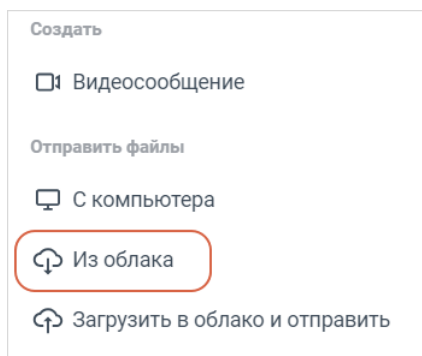 Создать
Видеосообщение
Отправить файлы
С компьютера
Из облака
Загрузить в облако и отправить